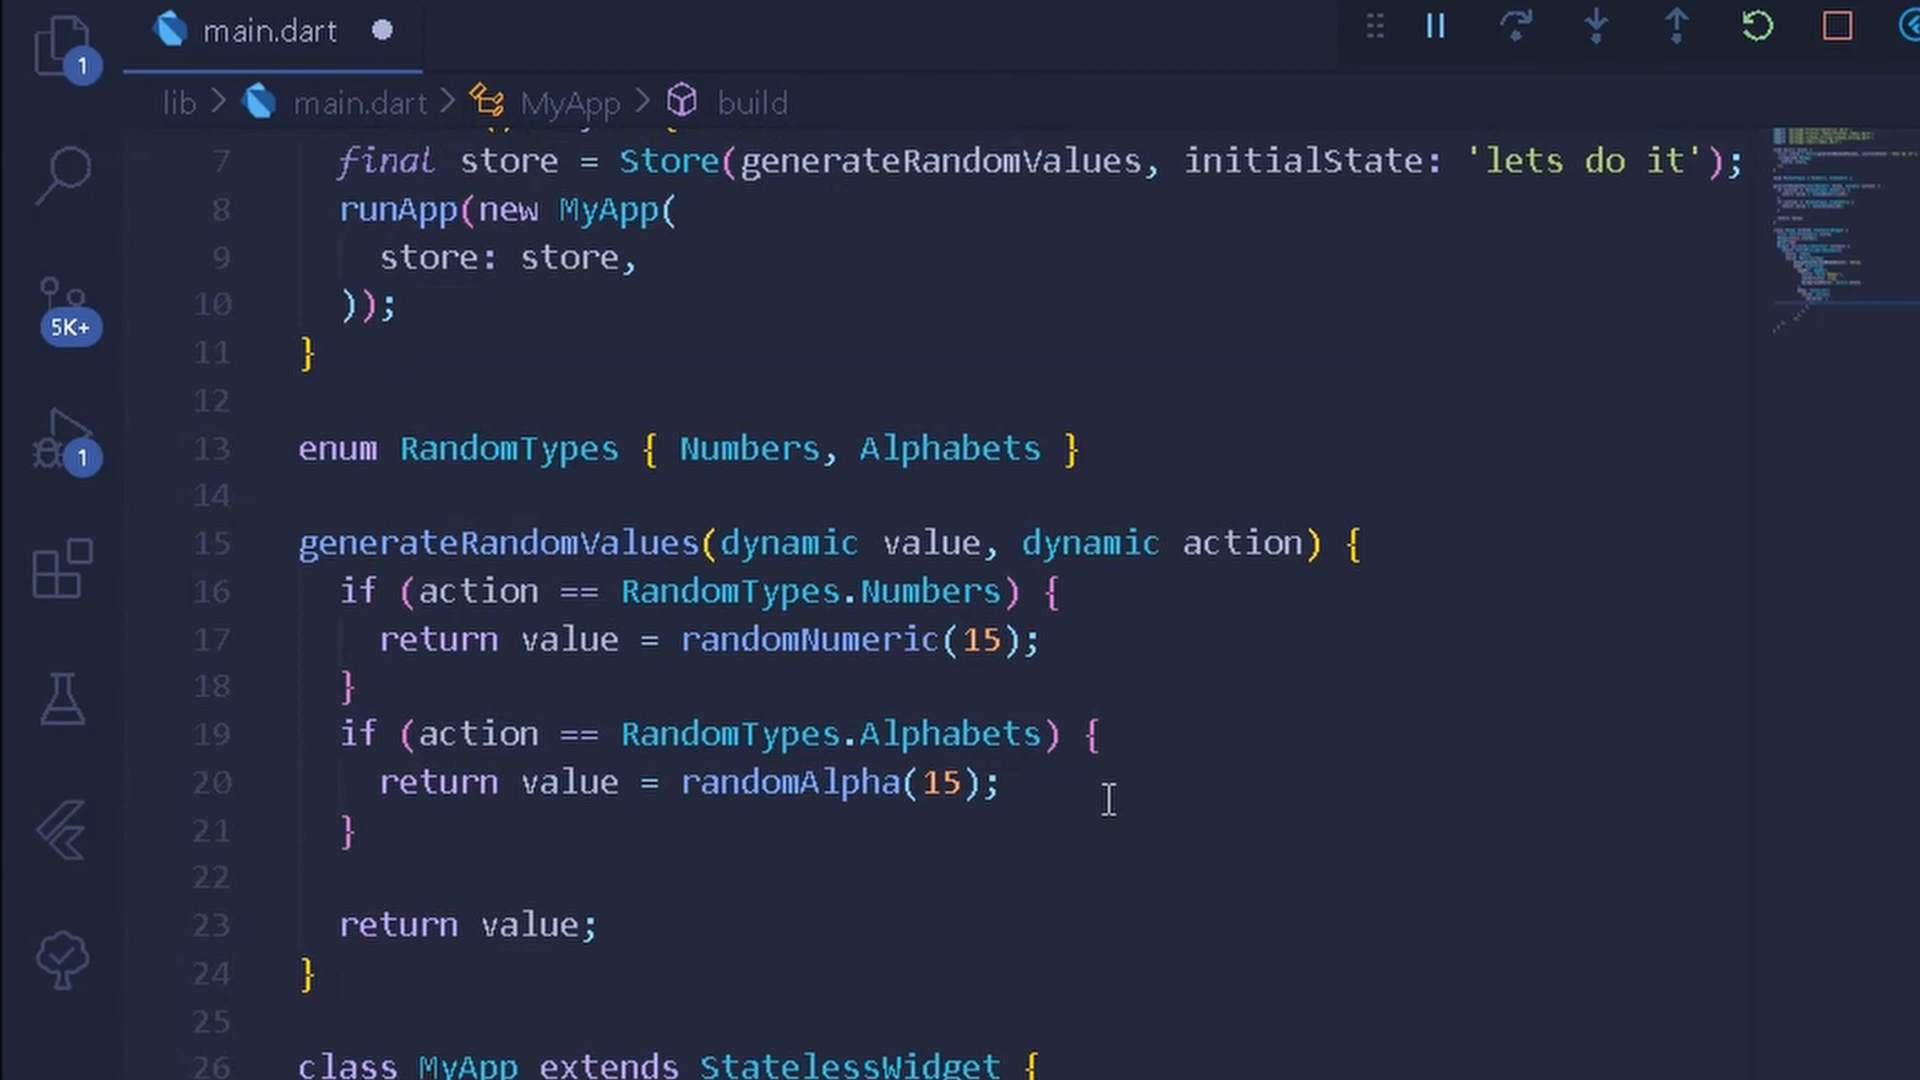 main.dart
1
lib > main.dart > MyApp > build
7 final store = Store(generateRandomValues, initialState: 'lets do it');
8 runApp(new MyApp(
9 store: store,
10 ));
11 }
12
13 enum RandomTypes { Numbers, Alphabets }
14
15 generateRandomValues(dynamic value, dynamic action) {
16 if (action == RandomTypes.Numbers) {
17 return value = randomNumeric(15);
18 }
19 if (action == RandomTypes.Alphabets) {
20 return value = randomAlpha(15);
21 }
22
23 return value;
24 }
25
26 class MyApp extends StatelessWidget {
5K+
1